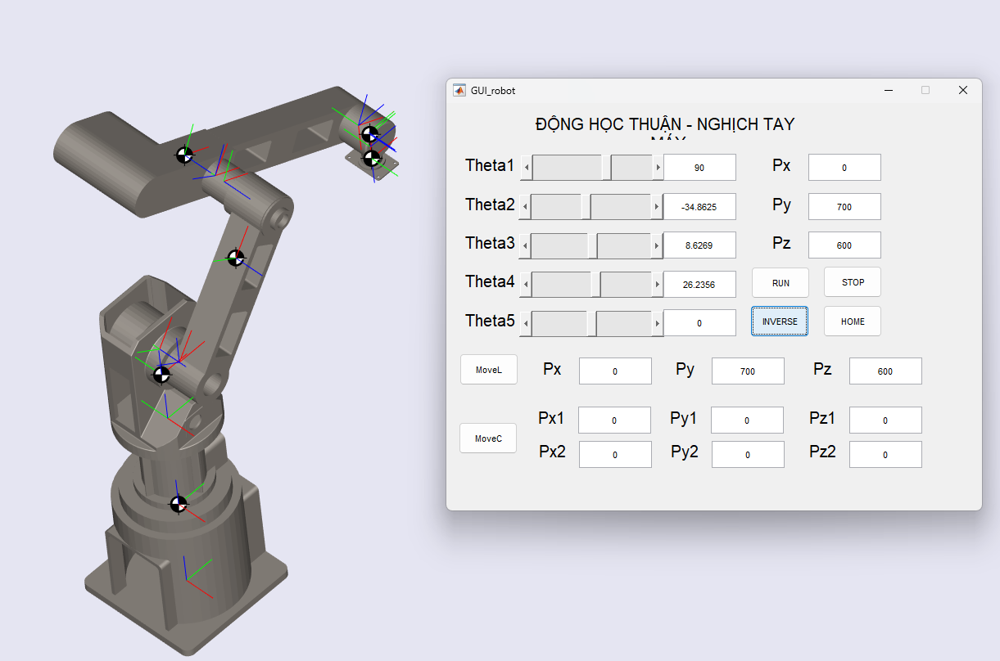 GUI_robot
ĐỘNG HỌC THUẬN - NGHỊCH TAY
MÁY
Theta1 90 Px 0
Theta2 -34.8625 Py 700
Theta3 8.6269 Pz 600
Theta4 26.2356 RUN STOP
Theta5 0 INVERSE HOME
MoveL Px 0 Py 700 Pz 600
Px1 0 Py1 0 Pz1 0
MoveC
Px2 0 Py2 0 Pz2 0